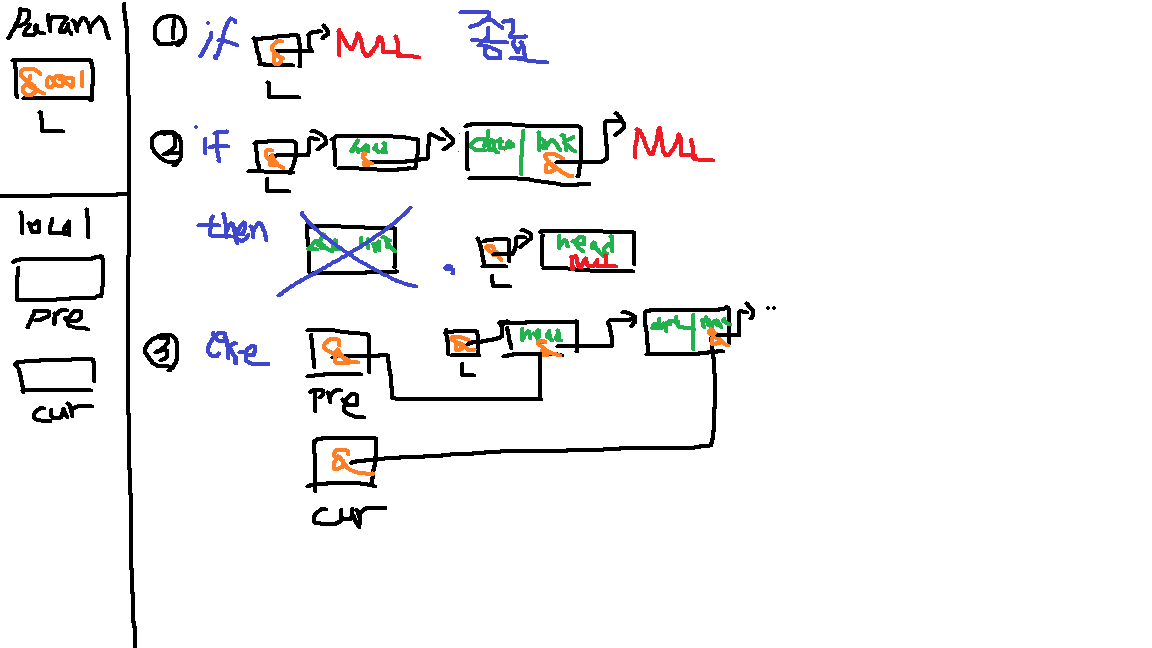 Param
&0001
L
local
pre
cur
① if & NULL 종료
L
② if & head & data link & NULL
L
then data link , & head NULL
L
③ else & & head & data link & ..
pre L
&
cur